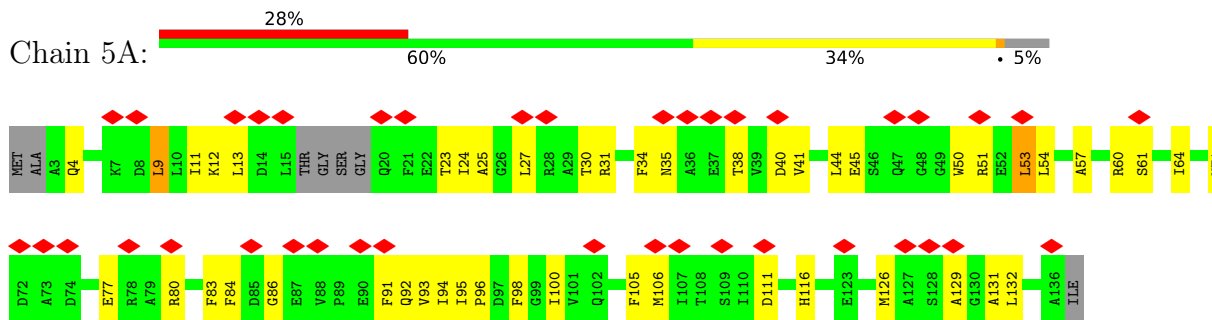 28%
Chain 5A:
60% 34% • 5%
MET ALA A3 Q4 K7 D8 L9 L10 I11 K12 L13 D14 L15 THR GLY SER GLY Q20 F21 E22 T23 I24 A25 G26 L27 R28 A29 T30 R31 F34 N35 A36 E37 T38 V39 D40 V41 L44 E45 S46 Q47 G48 G49 W50 R51 E52 L53 L54 A57 R60 S61 I64
D72 A73 D74 E77 R78 A79 R80 F83 F84 D85 G86 E87 V88 P89 E90 F91 Q92 V93 I94 I95 P96 D97 F98 G99 I100 V101 Q102 F105 M106 I107 T108 S109 I110 D111 H116 E123 M126 A127 S128 A129 G130 A131 L132 A136 ILE